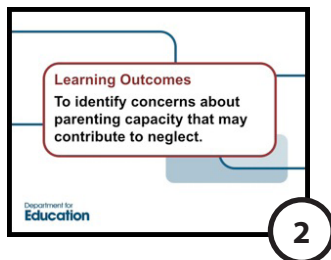 Learning Outcomes
To identify concerns about
parenting capacity that may
contribute to neglect.
Department for
Education
2